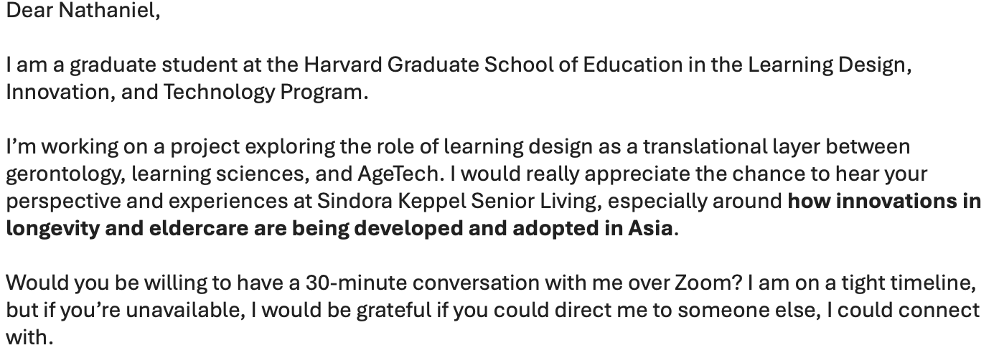 Dear Nathaniel,
I am a graduate student at the Harvard Graduate School of Education in the Learning Design,
Innovation, and Technology Program.
I’m working on a project exploring the role of learning design as a translational layer between
gerontology, learning sciences, and AgeTech. I would really appreciate the chance to hear your
perspective and experiences at Sindora Keppel Senior Living, especially around how innovations in
longevity and eldercare are being developed and adopted in Asia.
Would you be willing to have a 30-minute conversation with me over Zoom? I am on a tight timeline,
but if you’re unavailable, I would be grateful if you could direct me to someone else, I could connect
with.